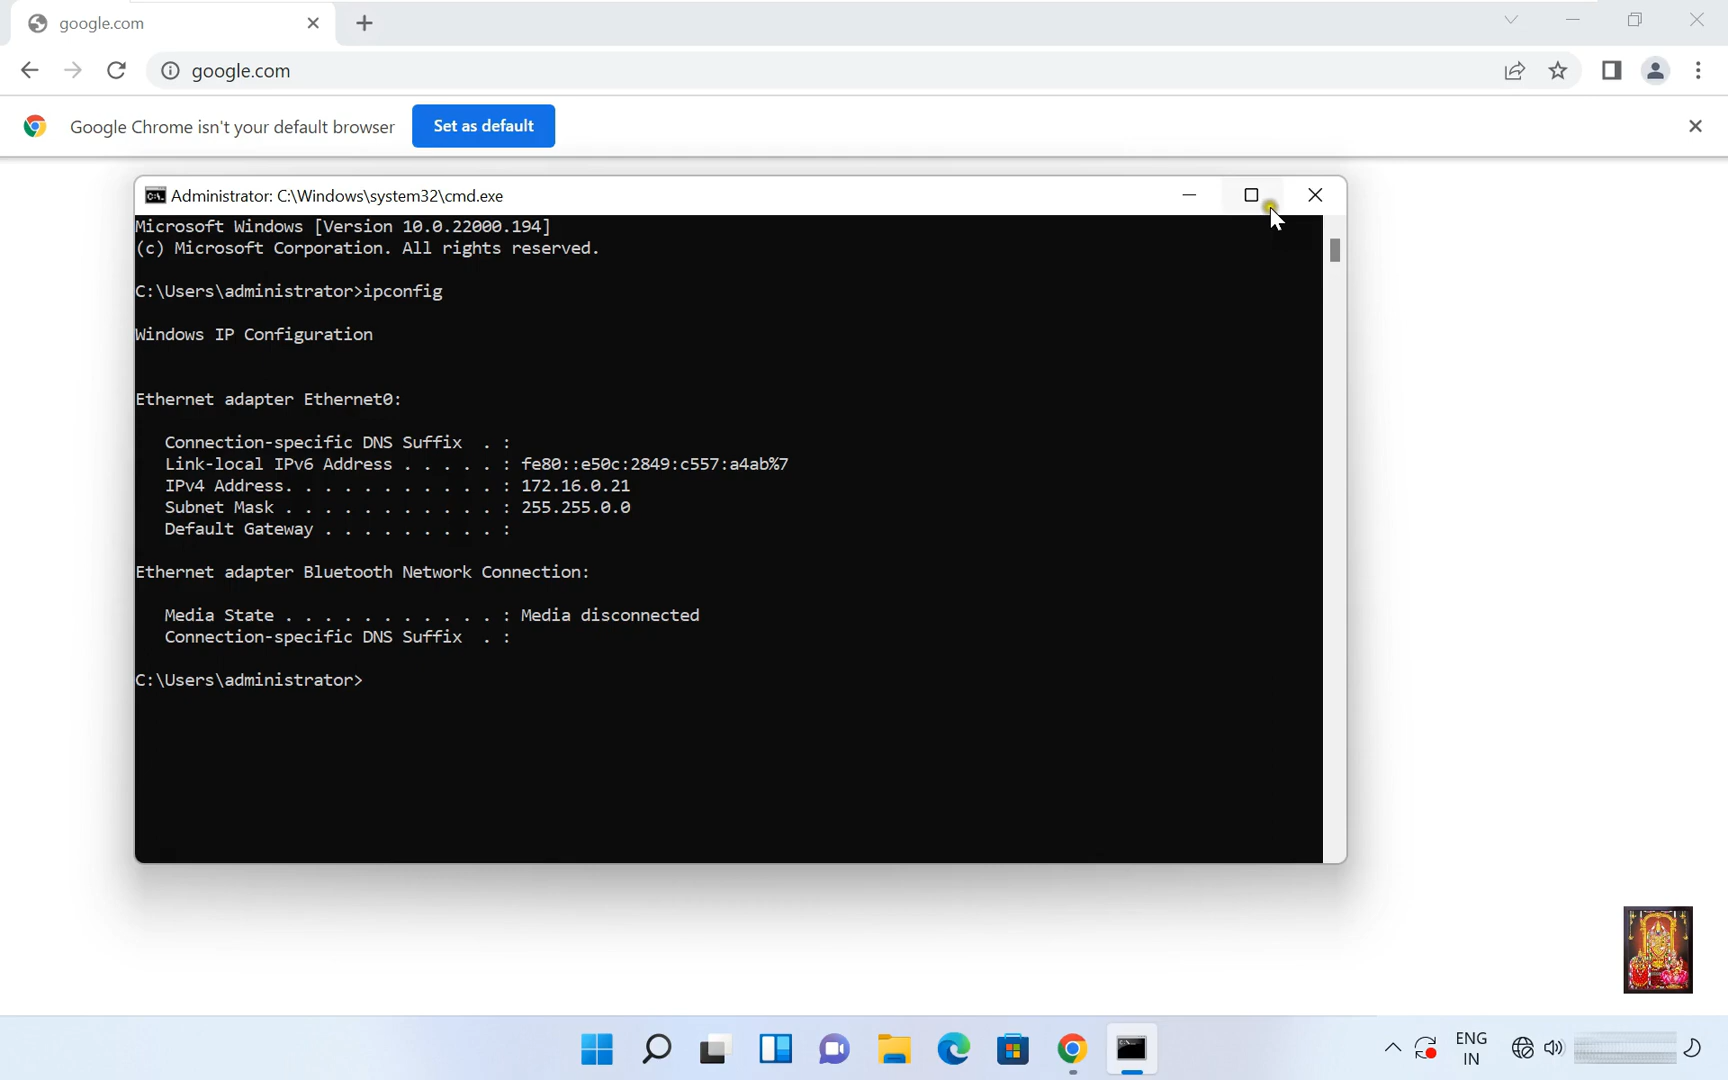 google.com
google.com
Google Chrome isn't your default browser
Set as default
Administrator: C:\Windows\system32\cmd.exe
Microsoft Windows [Version 10.0.22000.194]
(c) Microsoft Corporation. All rights reserved.
C:\Users\administrator>ipconfig
Windows IP Configuration
Ethernet adapter Ethernet0:
Connection-specific DNS Suffix . :
Link-local IPv6 Address . . . . . : fe80::e50c:2849:c557:a4ab%7
IPv4 Address. . . . . . . . . . . : 172.16.0.21
Subnet Mask . . . . . . . . . . . : 255.255.0.0
Default Gateway . . . . . . . . . :
Ethernet adapter Bluetooth Network Connection:
Media State . . . . . . . . . . . : Media disconnected
Connection-specific DNS Suffix . :
C:\Users\administrator>
ENG
IN